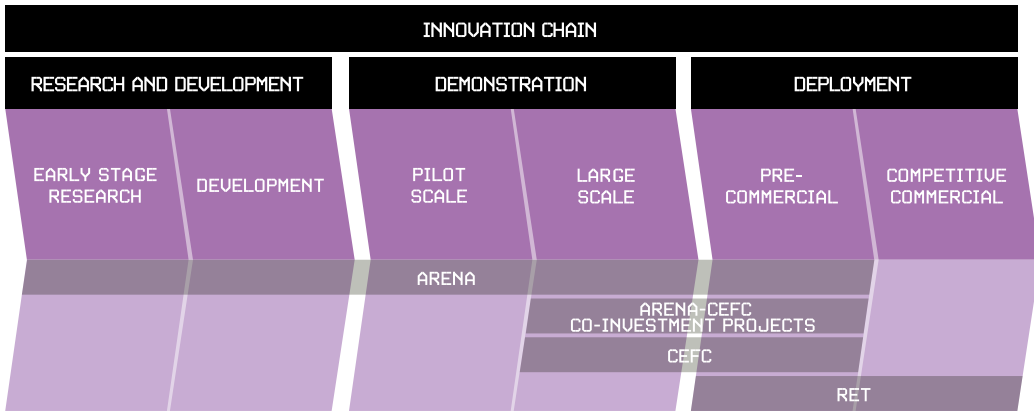 INNOVATION CHAIN
RESEARCH AND DEVELOPMENT
DEMONSTRATION
DEPLOYMENT
EARLY STAGE
RESEARCH
DEVELOPMENT
PILOT
SCALE
LARGE
SCALE
PRE-
COMMERCIAL
COMPETITIVE
COMMERCIAL
ARENA
ARENA-CEFC
CO-INVESTMENT PROJECTS
CEFC
RET